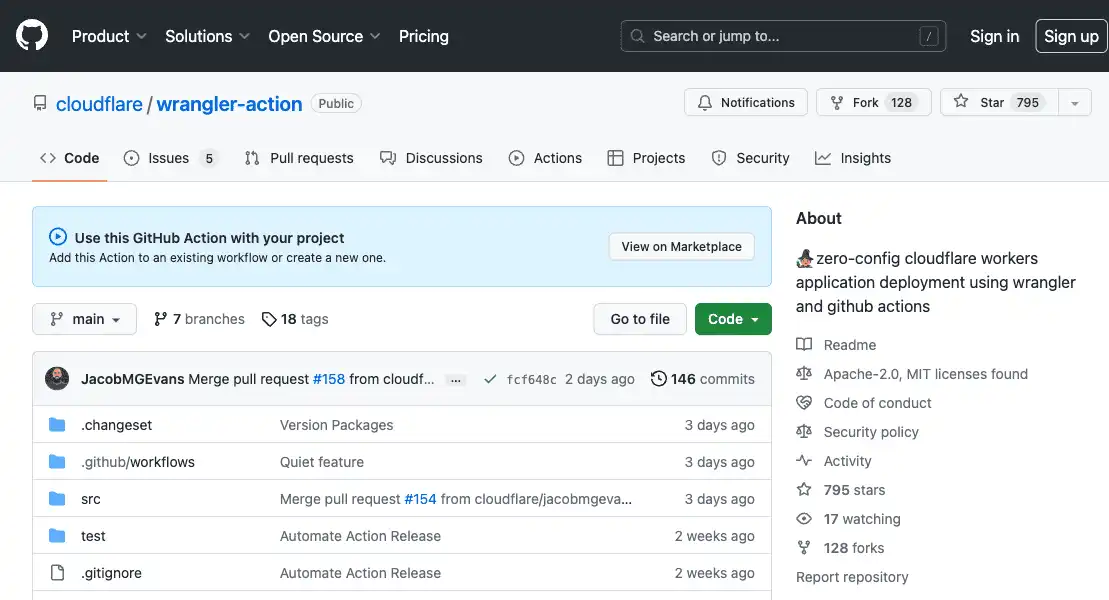 Product Solutions Open Source Pricing Search or jump to... / Sign in Sign up
cloudflare / wrangler-action Public Notifications Fork 128 Star 795
Code Issues 5 Pull requests Discussions Actions Projects Security Insights
Use this GitHub Action with your project
Add this Action to an existing workflow or create a new one.
View on Marketplace
main 7 branches 18 tags Go to file Code
JacobMGEvans Merge pull request #158 from cloudf... ... fcf648c 2 days ago 146 commits
.changeset Version Packages 3 days ago
.github/workflows Quiet feature 3 days ago
src Merge pull request #154 from cloudflare/jacobmgeva... 3 days ago
test Automate Action Release 2 weeks ago
.gitignore Automate Action Release 2 weeks ago
About
zero-config cloudflare workers
application deployment using wrangler
and github actions
Readme
Apache-2.0, MIT licenses found
Code of conduct
Security policy
Activity
795 stars
17 watching
128 forks
Report repository